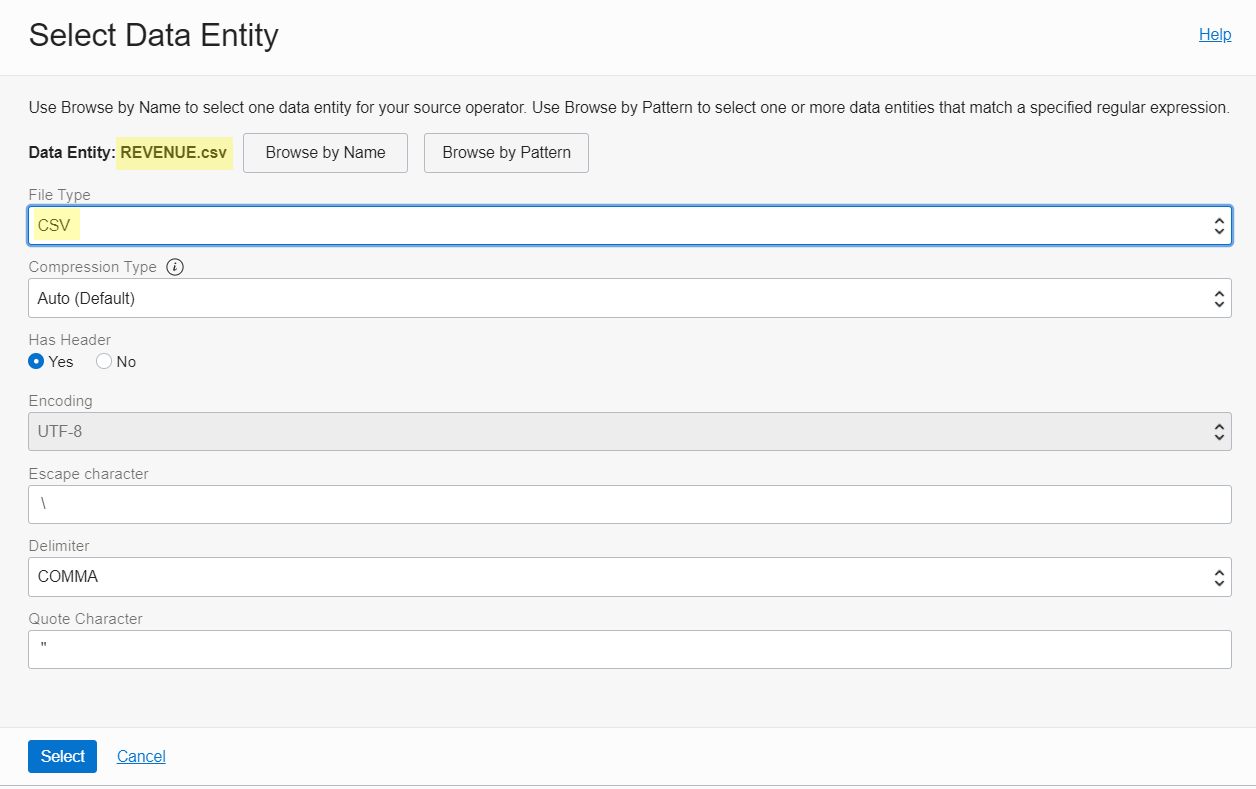 Select Data Entity
Help
Use Browse by Name to select one data entity for your source operator. Use Browse by Pattern to select one or more data entities that match a specified regular expression.
Data Entity: REVENUE.csv Browse by Name Browse by Pattern
File Type
CSV
Compression Type i
Auto (Default)
Has Header
Yes No
Encoding
UTF-8
Escape character
\
Delimiter
COMMA
Quote Character
"
Select Cancel